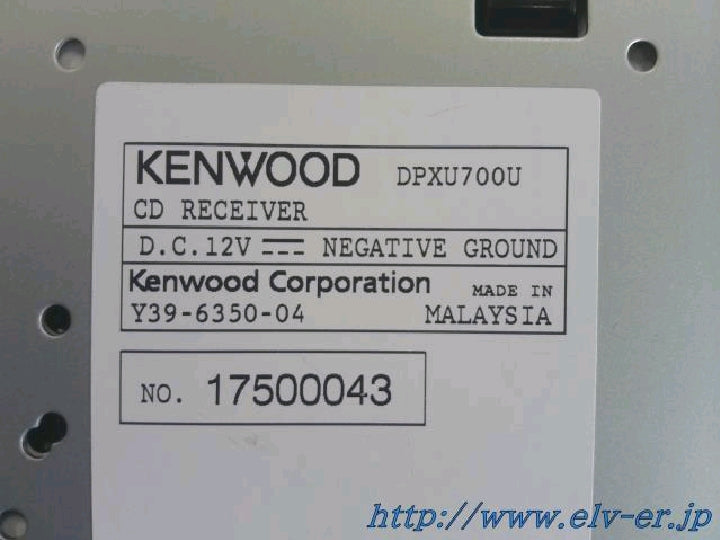 KENWOOD DPXU700U
CD RECEIVER
D.C.12V NEGATIVE GROUND
Kenwood Corporation MADE IN
Y39-6350-04 MALAYSIA
NO. 17500043
http://www.elv-er.jp